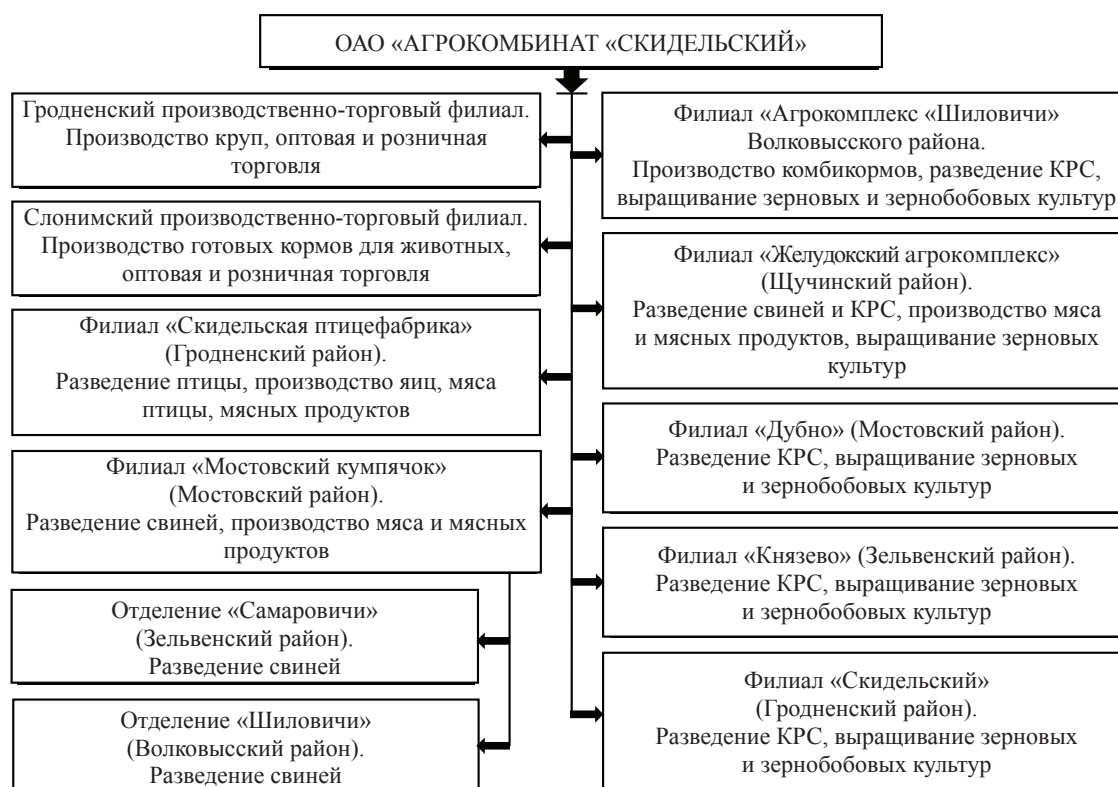 ОАО «АГРОКОМБИНАТ «СКИДЕЛЬСКИЙ»
Гродненский производственно-торговый филиал.
Производство круп, оптовая и розничная
торговля
Слонимский производственно-торговый филиал.
Производство готовых кормов для животных,
оптовая и розничная торговля
Филиал «Скидельская птицефабрика»
(Гродненский район).
Разведение птицы, производство яиц, мяса
птицы, мясных продуктов
Филиал «Мостовский кумпячок»
(Мостовский район).
Разведение свиней, производство мяса и мясных
продуктов
Отделение «Самаровичи»
(Зельвенский район).
Разведение свиней
Отделение «Шиловичи»
(Волковысский район).
Разведение свиней
Филиал «Агрокомплекс «Шиловичи»
Волковысского района.
Производство комбикормов, разведение КРС,
выращивание зерновых и зернобобовых культур
Филиал «Желудокский агрокомплекс»
(Щучинский район).
Разведение свиней и КРС, производство мяса
и мясных продуктов, выращивание зерновых
культур
Филиал «Дубно» (Мостовский район).
Разведение КРС, выращивание зерновых
и зернобобовых культур
Филиал «Князево» (Зельвенский район).
Разведение КРС, выращивание зерновых
и зернобобовых культур
Филиал «Скидельский»
(Гродненский район).
Разведение КРС, выращивание зерновых
и зернобобовых культур